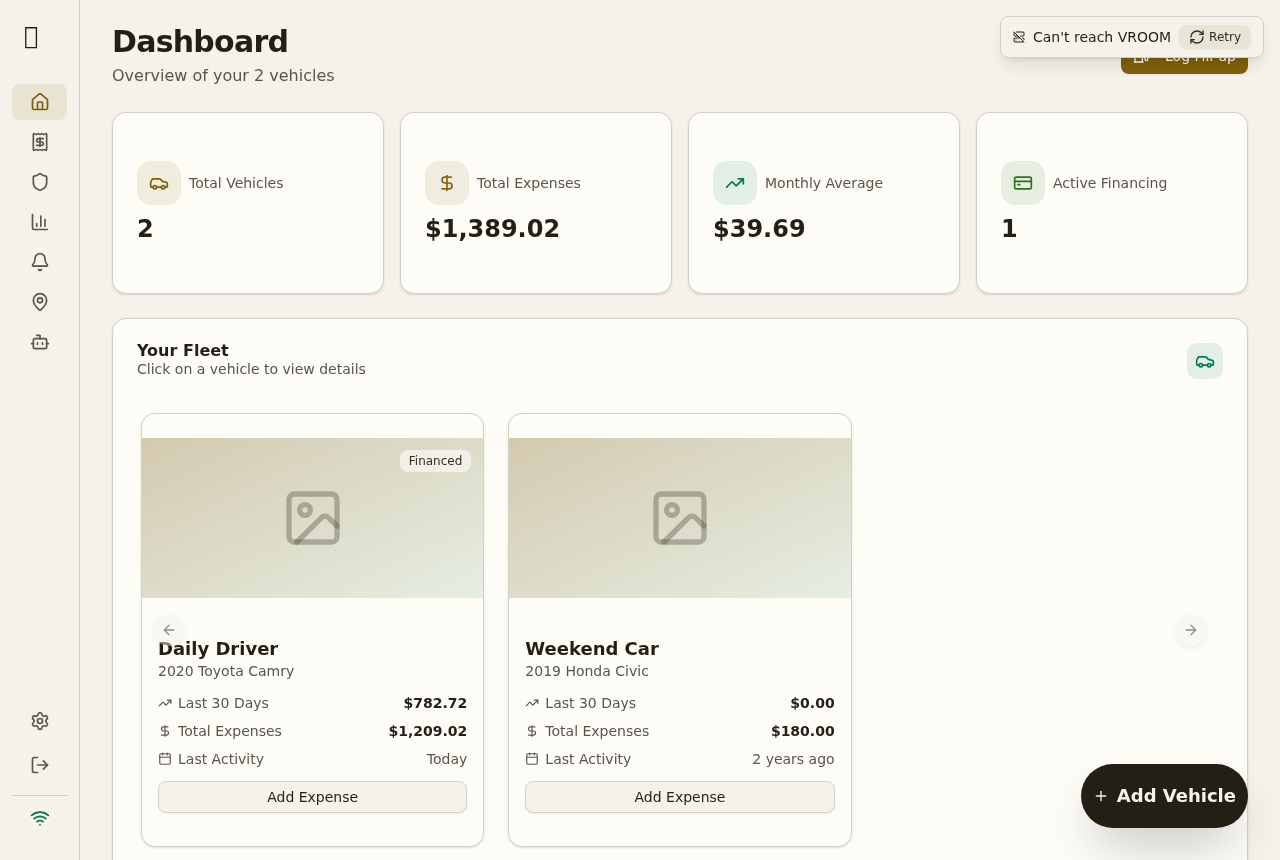 Dashboard
Overview of your 2 vehicles
Can't reach VROOM
Retry
Total Vehicles
2
Total Expenses
$1,389.02
Monthly Average
$39.69
Active Financing
1
Your Fleet
Click on a vehicle to view details
Financed
Daily Driver
2020 Toyota Camry
Last 30 Days
$782.72
Total Expenses
$1,209.02
Last Activity
Today
Add Expense
Weekend Car
2019 Honda Civic
Last 30 Days
$0.00
Total Expenses
$180.00
Last Activity
2 years ago
Add Expense
+ Add Vehicle